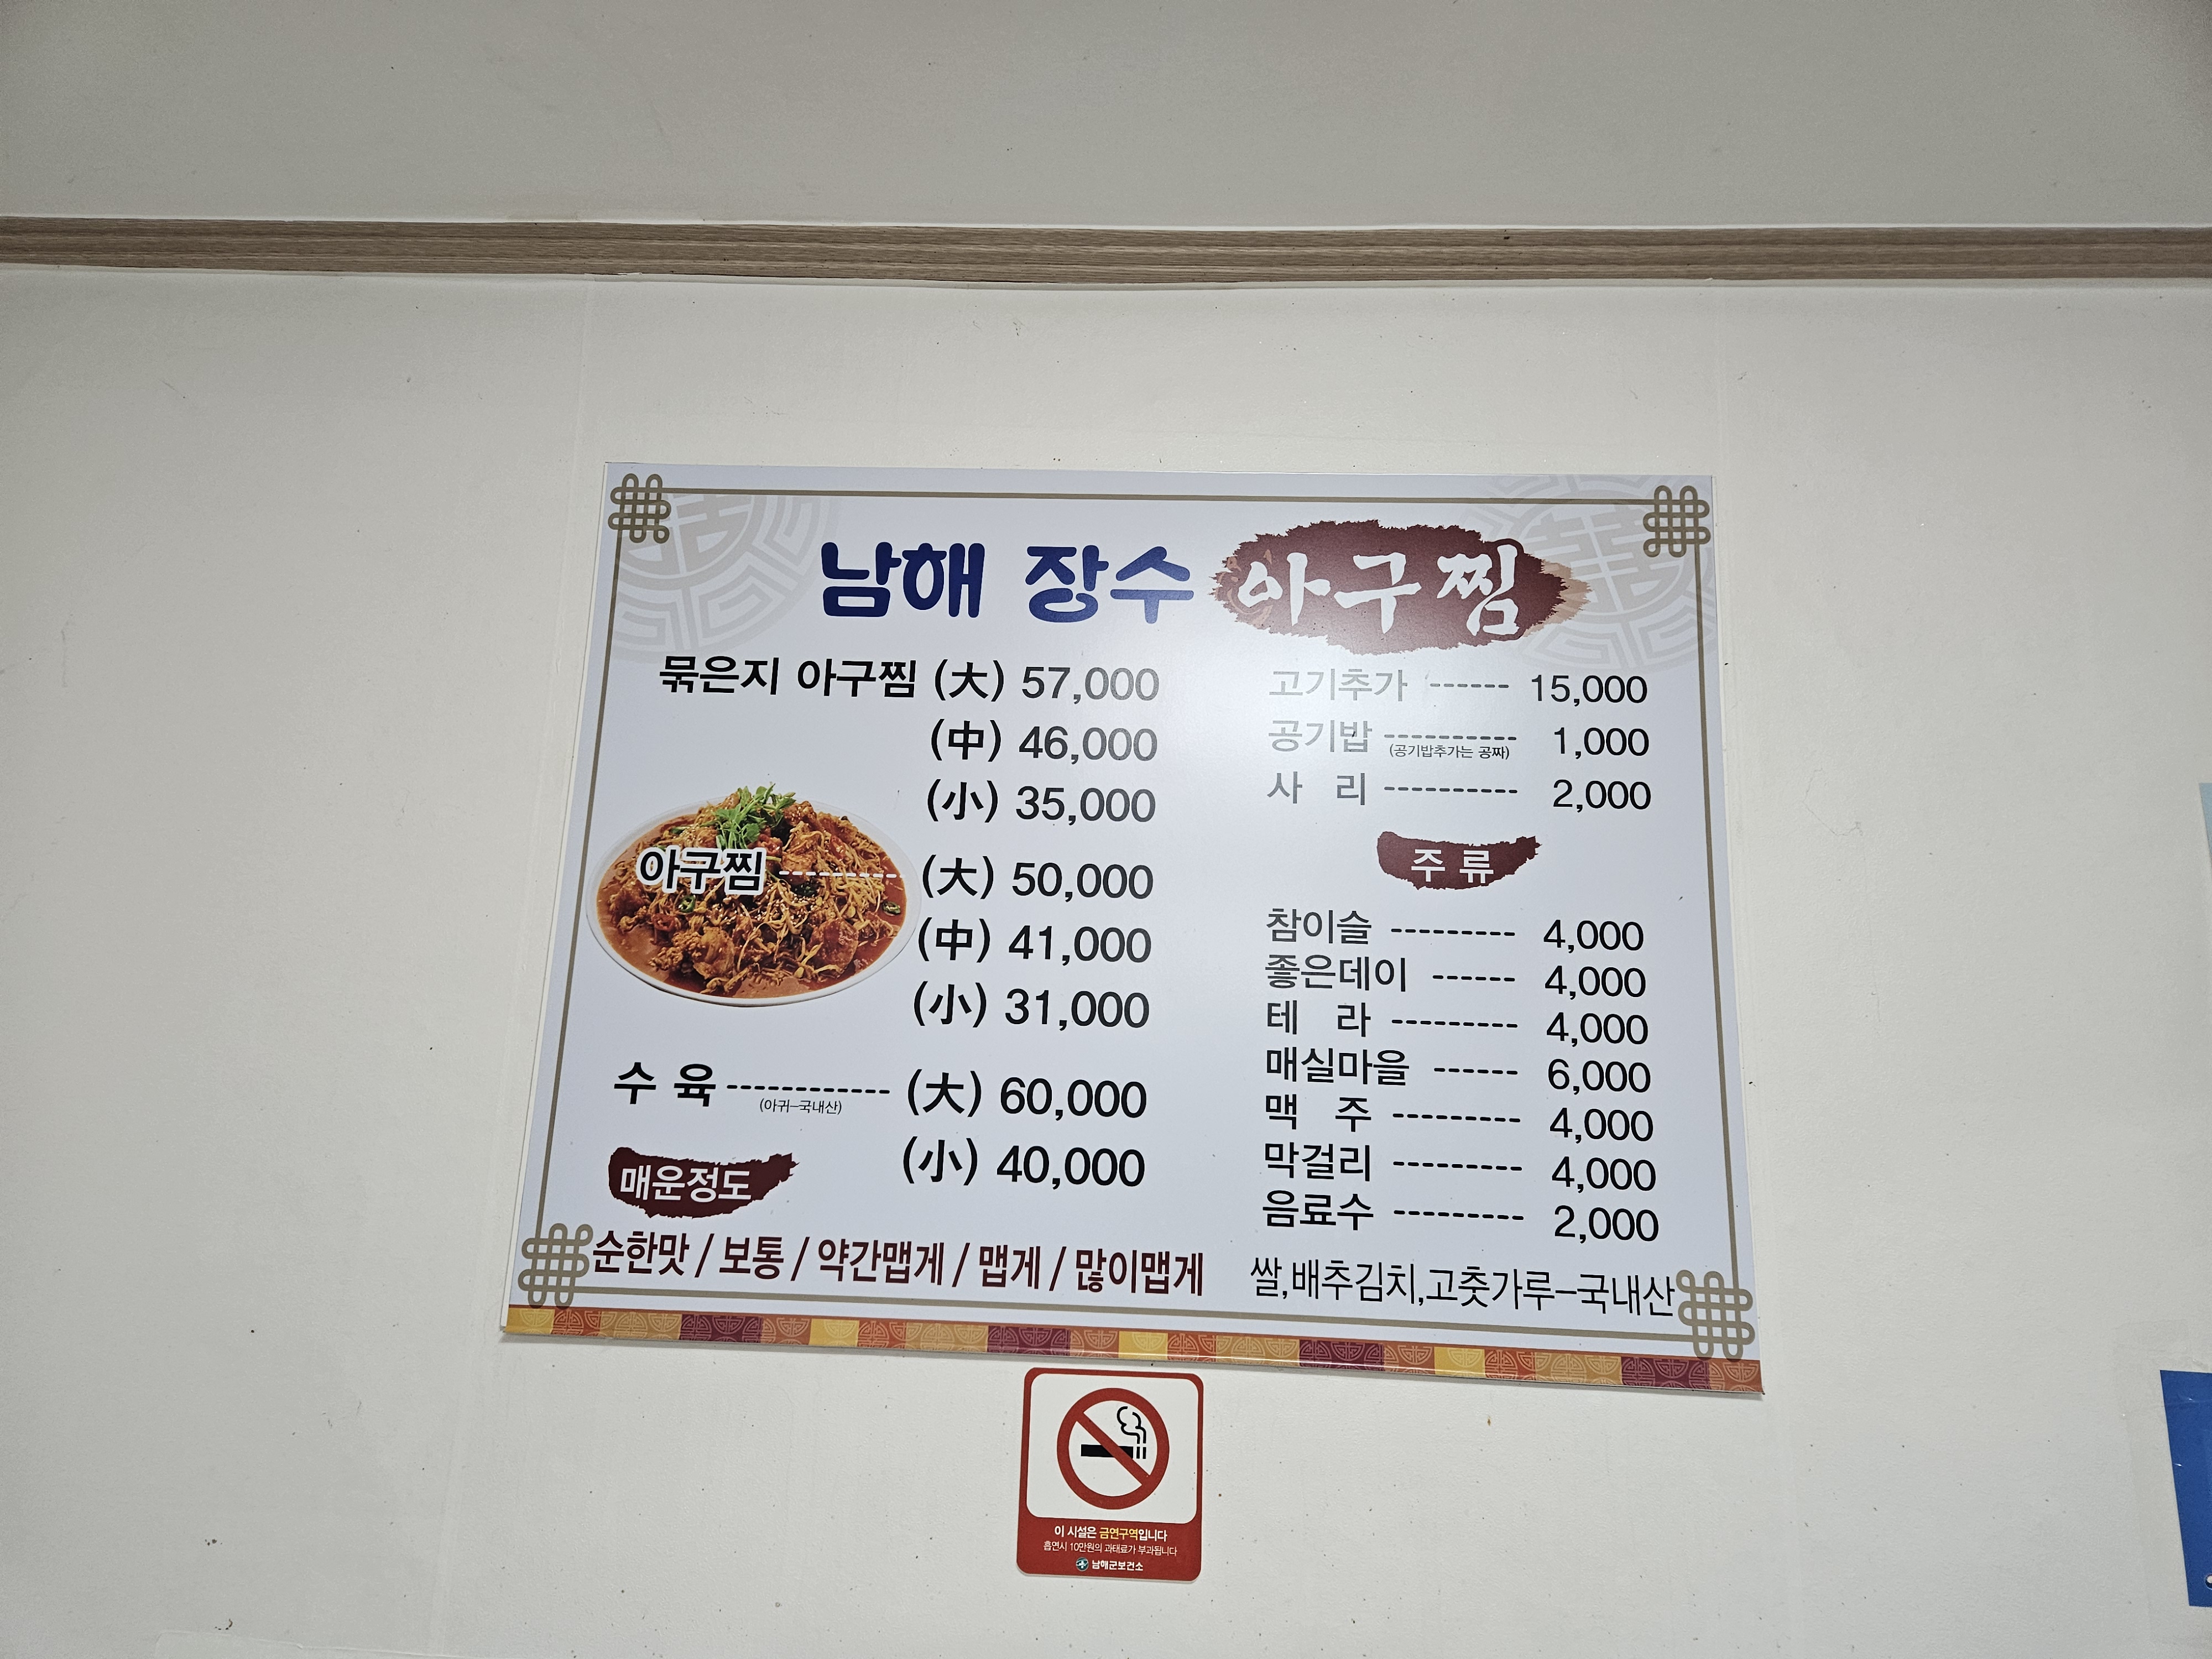 남해 장수 아구찜
묶은지 아구찜 (大) 57,000
(中) 46,000
(小) 35,000
아구찜 --------- (大) 50,000
(中) 41,000
(小) 31,000
수 육 ------------ (大) 60,000
(아귀-국내산)
(小) 40,000
매운정도
순한맛 / 보통 / 약간맵게 / 맵게 / 많이맵게
고기추가 ------ 15,000
공기밥 ----------- 1,000
(공기밥추가는 공짜)
사 리 ---------- 2,000
주 류
참이슬 --------- 4,000
좋은데이 ------ 4,000
테 라 --------- 4,000
매실마을 ------ 6,000
맥 주 --------- 4,000
막걸리 --------- 4,000
음료수 --------- 2,000
쌀,배추김치,고춧가루-국내산
이 시설은 금연구역입니다
흡연시 10만원의 과태료가 부과됩니다
남해군보건소